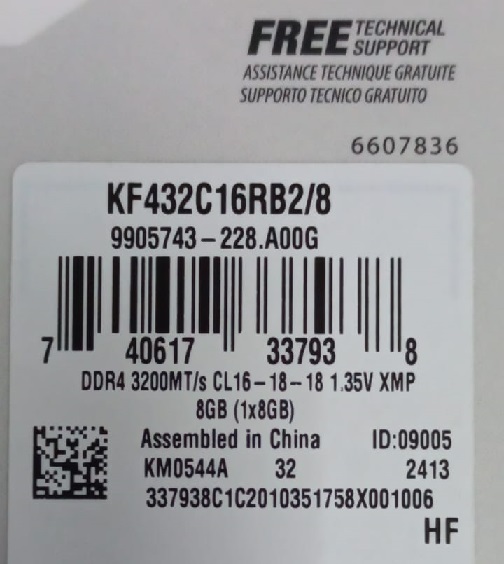 FREE TECHNICAL SUPPORT
ASSISTANCE TECHNIQUE GRATUITE
SUPPORTO TECNICO GRATUITO
6607836
KF432C16RB2/8
9905743-228.A00G
7 40617 33793 8
DDR4 3200MT/s CL16-18-18 1.35V XMP
8GB (1x8GB)
Assembled in China ID:09005
KM0544A 32 2413
337938C1C2010351758X001006
HF